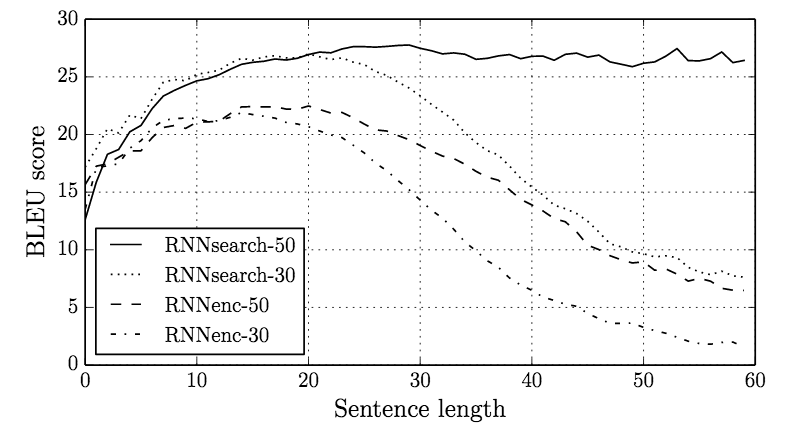 30
25
20
15
10
5
0
BLEU score
RNNsearch-50
RNNsearch-30
RNNenc-50
RNNenc-30
0 10 20 30 40 50 60
Sentence length